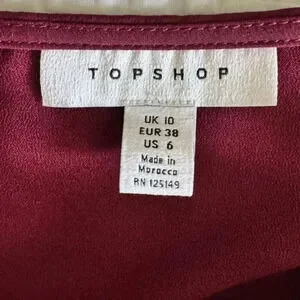 TOPSHOP
UK 10
EUR 38
US 6
Made in
Morocco
RN 125149